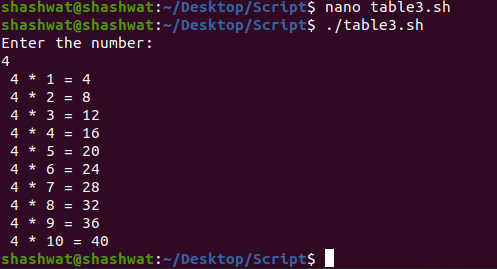 shashwat@shashwat:~/Desktop/Script$ nano table3.sh
shashwat@shashwat:~/Desktop/Script$ ./table3.sh
Enter the number:
4
 4 * 1 = 4
 4 * 2 = 8
 4 * 3 = 12
 4 * 4 = 16
 4 * 5 = 20
 4 * 6 = 24
 4 * 7 = 28
 4 * 8 = 32
 4 * 9 = 36
 4 * 10 = 40
shashwat@shashwat:~/Desktop/Script$